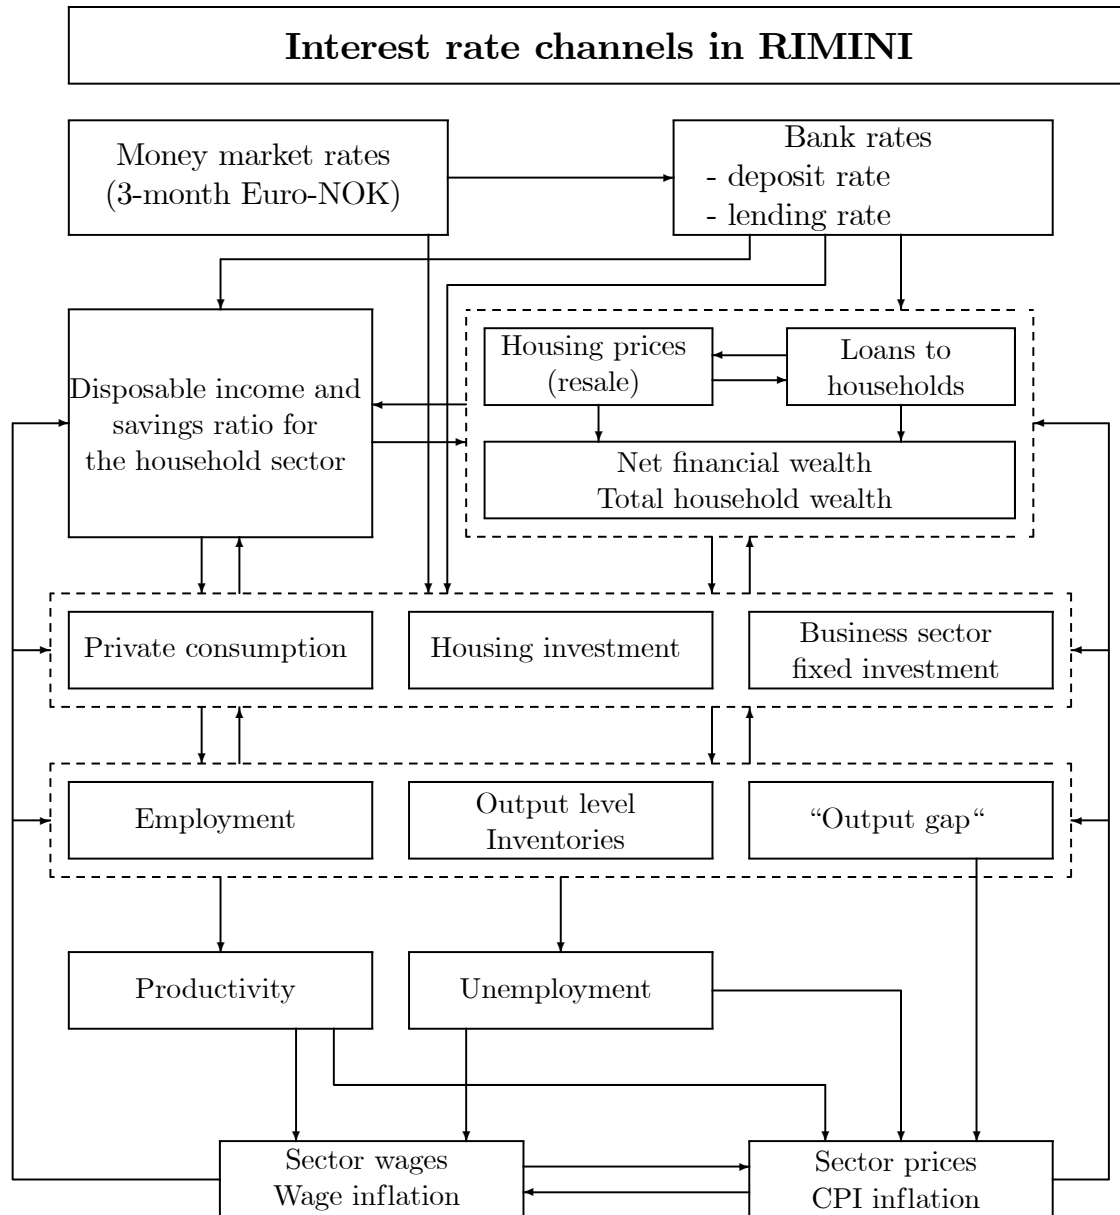 Interest rate channels in RIMINI
Money market rates
(3-month Euro-NOK)
Bank rates
- deposit rate
- lending rate
Disposable income and
savings ratio for
the household sector
Housing prices
(resale)
Loans to
households
Net financial wealth
Total household wealth
Private consumption
Housing investment
Business sector
fixed investment
Employment
Output level
Inventories
“Output gap“
Productivity
Unemployment
Sector wages
Wage inflation
Sector prices
CPI inflation